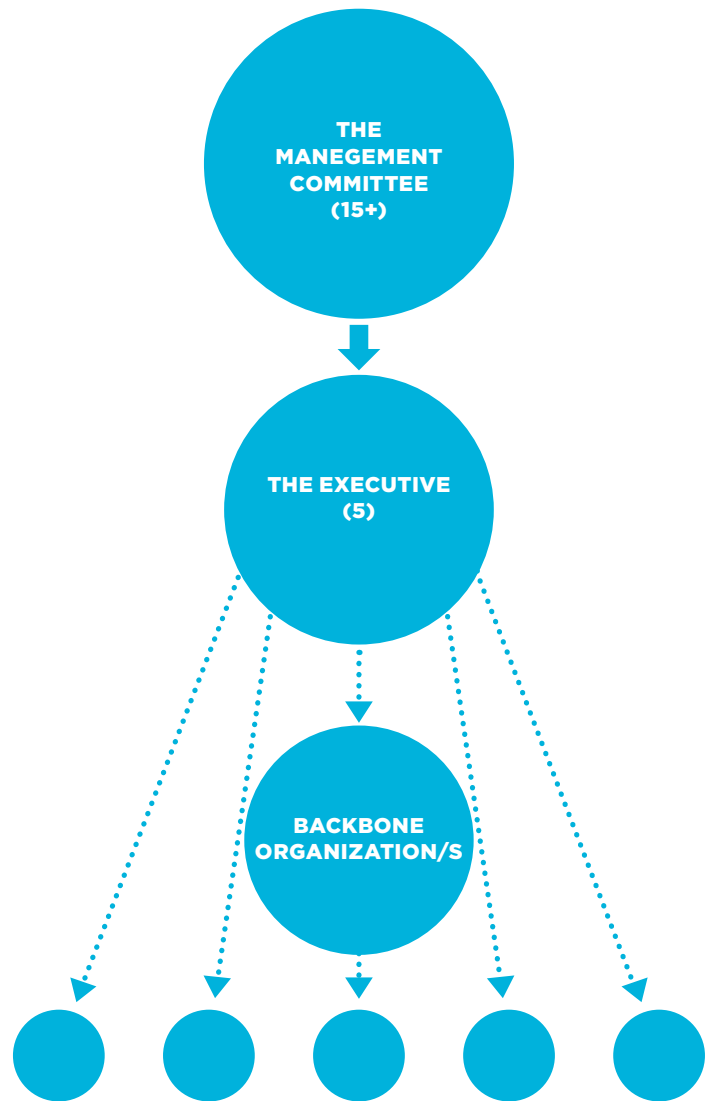 THE
MANEGEMENT
COMMITTEE
(15+)
THE EXECUTIVE
(5)
BACKBONE
ORGANIZATION/S